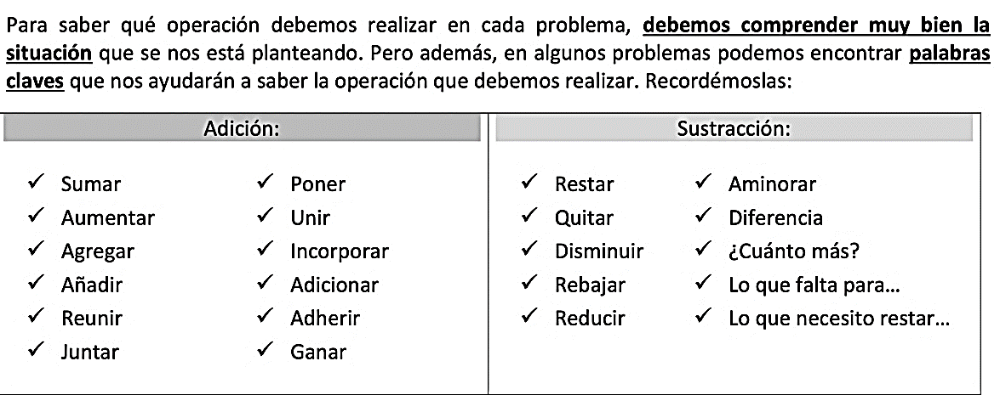 Para saber qué operación debemos realizar en cada problema, debemos comprender muy bien la
situación que se nos está planteando. Pero además, en algunos problemas podemos encontrar palabras
claves que nos ayudarán a saber la operación que debemos realizar. Recordémoslas:
Adición:
✓ Sumar
✓ Aumentar
✓ Agregar
✓ Añadir
✓ Reunir
✓ Juntar
✓ Poner
✓ Unir
✓ Incorporar
✓ Adicionar
✓ Adherir
✓ Ganar
Sustracción:
✓ Restar
✓ Quitar
✓ Disminuir
✓ Rebajar
✓ Reducir
✓ Aminorar
✓ Diferencia
✓ ¿Cuánto más?
✓ Lo que falta para...
✓ Lo que necesito restar...